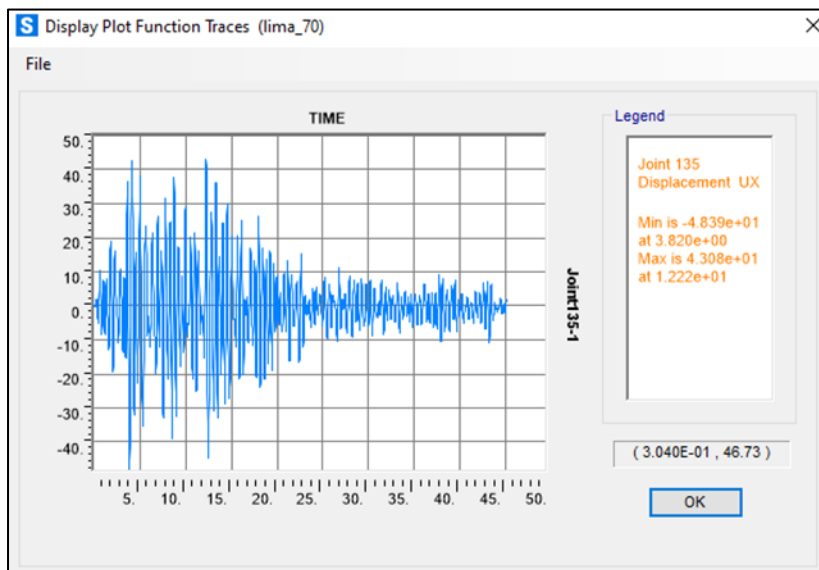 S Display Plot Function Traces (lima_70)
File
TIME
Legend
50.
40.
30.
20.
10.
0.
-10.
-20.
-30.
-40.
5. 10. 15. 20. 25. 30. 35. 40. 45. 50.
Joint135-1
Joint 135
Displacement UX
Min is -4.839e+01
at 3.820e+00
Max is 4.308e+01
at 1.222e+01
( 3.040E-01 , 46.73 )
OK